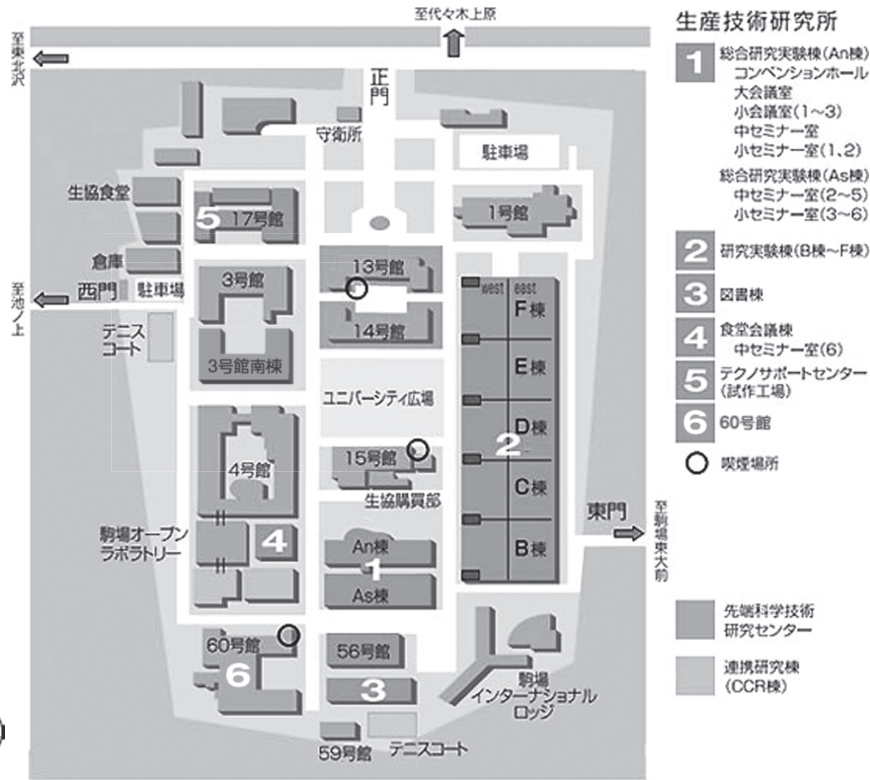 至代々木上原
至東北沢
正門
守衛所
駐車場
生協食堂
5 17号館
1号館
倉庫
西門 駐車場
至池ノ上
テニス
コート
3号館
3号館南棟
13号館
14号館
west east
F棟
E棟
D棟
2
C棟
B棟
ユニバーシティ広場
4号館
15号館
生協購買部
駒場オープン
ラボラトリー
4
An棟
1
As棟
東門
至駒場東大前
60号館
6
56号館
3
59号館
テニスコート
駒場
インターナショナル
ロッジ
生産技術研究所
1 総合研究実験棟(An棟)
コンベンションホール
大会議室
小会議室(1~3)
中セミナー室
小セミナー室(1、2)
総合研究実験棟(As棟)
中セミナー室(2~5)
小セミナー室(3~6)
2 研究実験棟(B棟~F棟)
3 図書棟
4 食堂会議棟
中セミナー室(6)
5 テクノサポートセンター
(試作工場)
6 60号館
喫煙場所
先端科学技術
研究センター
連携研究棟
(CCR棟)